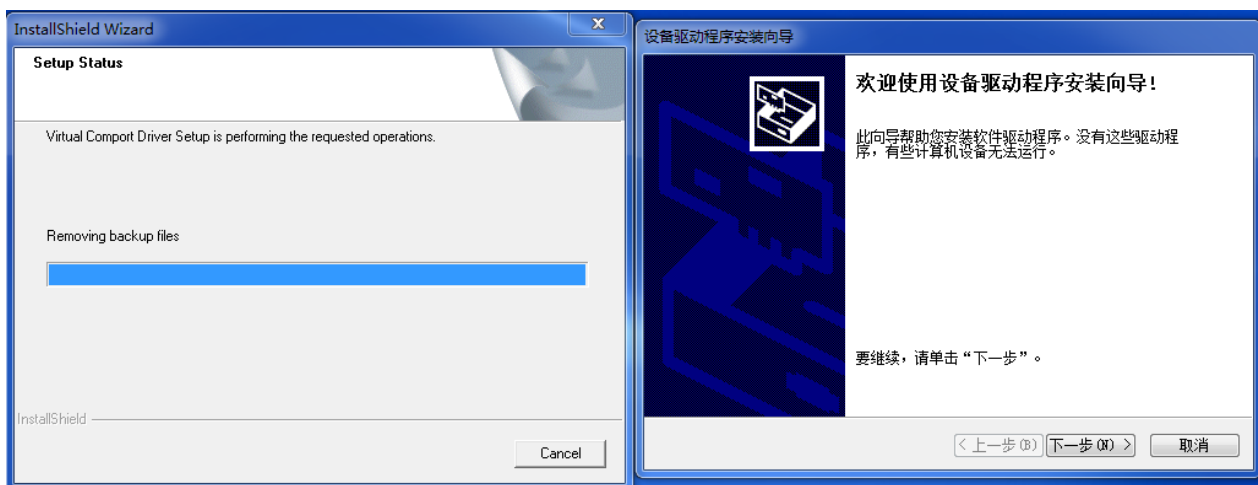 InstallShield Wizard
Setup Status
Virtual Comport Driver Setup is performing the requested operations.
Removing backup files
InstallShield
Cancel
设备驱动程序安装向导
欢迎使用设备驱动程序安装向导!
此向导帮助您安装软件驱动程序。没有这些驱动程
序，有些计算机设备无法运行。
要继续，请单击“下一步”。
< 上一步(B)
下一步(N) >
取消